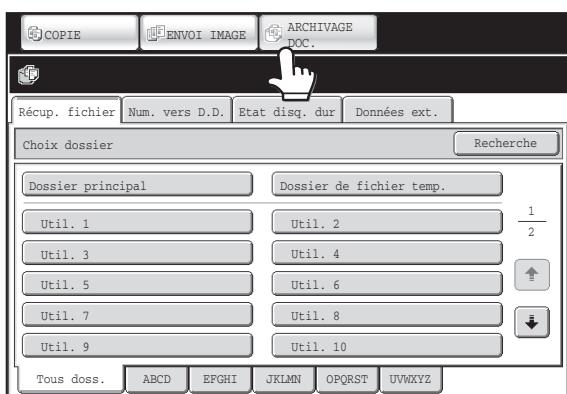 COPIE
ENVOI IMAGE
ARCHIVAGE
DOC.
Récup. fichier
Num. vers D.D.
Etat disq. dur
Données ext.
Choix dossier
Recherche
Dossier principal
Dossier de fichier temp.
Util. 1
Util. 2
1
2
Util. 3
Util. 4
Util. 5
Util. 6
Util. 7
Util. 8
Util. 9
Util. 10
Tous doss.
ABCD
EFGHI
JKLMN
OPQRST
UVWXYZ